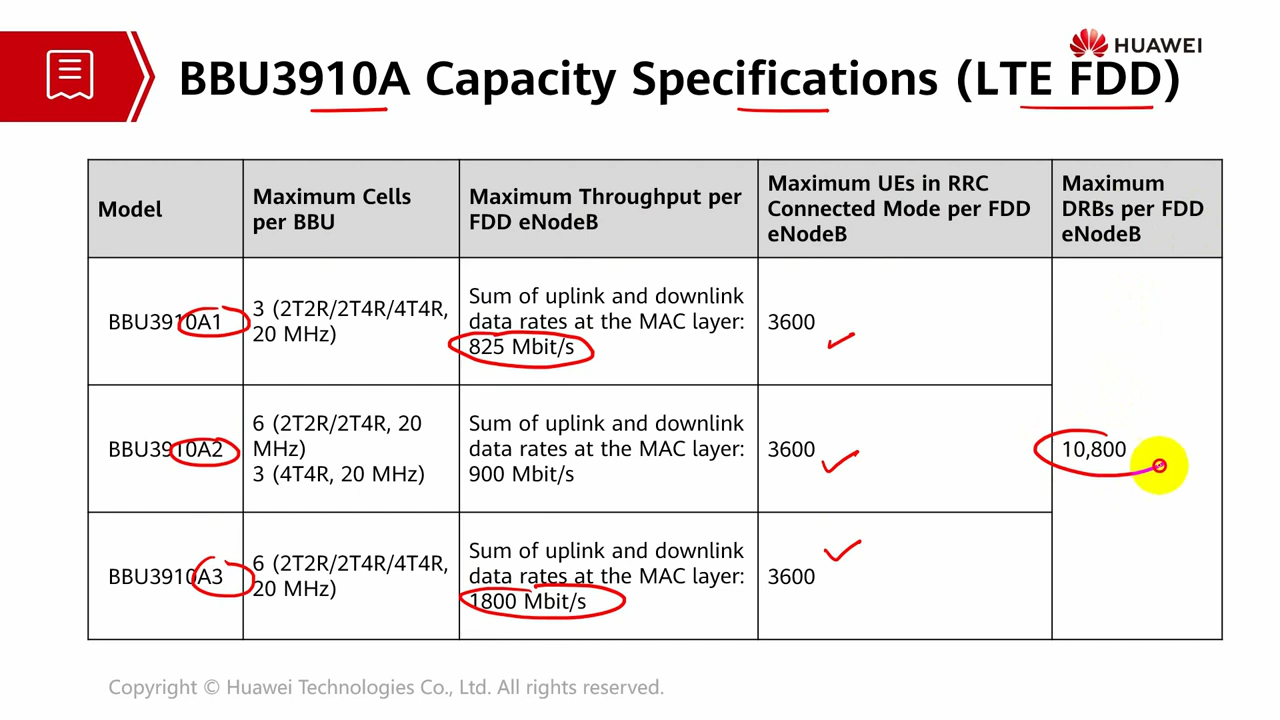 HUAWEI
BBU3910A Capacity Specifications (LTE FDD)
Model
Maximum Cells
per BBU
Maximum Throughput per
FDD eNodeB
Maximum UEs in RRC
Connected Mode per FDD
eNodeB
Maximum
DRBs per FDD
eNodeB
BBU3910A1
3 (2T2R/2T4R/4T4R,
20 MHz)
Sum of uplink and downlink
data rates at the MAC layer:
825 Mbit/s
3600
BBU3910A2
6 (2T2R/2T4R, 20
MHz)
3 (4T4R, 20 MHz)
Sum of uplink and downlink
data rates at the MAC layer:
900 Mbit/s
3600
10,800
BBU3910A3
6 (2T2R/2T4R/4T4R,
20 MHz)
Sum of uplink and downlink
data rates at the MAC layer:
1800 Mbit/s
3600
Copyright © Huawei Technologies Co., Ltd. All rights reserved.